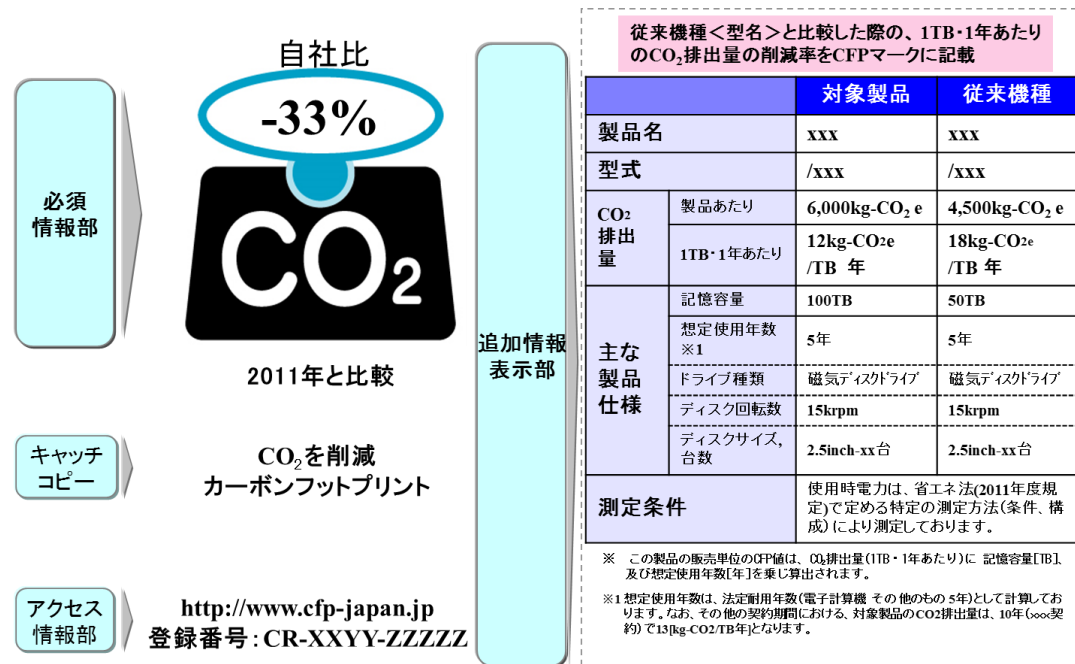 必須
情報部
キャッチ
コピー
アクセス
情報部
自社比
-33%
CO2
2011年と比較
CO2を削減
カーボンフットプリント
http://www.cfp-japan.jp
登録番号:CR-XXYY-ZZZZZ
追加情報
表示部
従来機種<型名>と比較した際の、1TB・1年あたり
のCO2排出量の削減率をCFPマークに記載
対象製品 従来機種
製品名 xxx xxx
型式 /xxx /xxx
CO2
排出
量
製品あたり 6,000kg-CO2 e 4,500kg-CO2 e
1TB・1年あたり
12kg-CO2e
/TB 年
18kg-CO2e
/TB 年
主な
製品
仕様
記憶容量 100TB 50TB
想定使用年数
※1
5年 5年
ドライブ種類 磁気ディスクドライブ 磁気ディスクドライブ
ディスク回転数 15krpm 15krpm
ディスクサイズ,
台数
2.5inch-xx台 2.5inch-xx台
測定条件
使用時電力は、省エネ法(2011年度規
定)で定める特定の測定方法(条件、構
成)により測定しております。
※ この製品の販売単位のCFP値は、CO2排出量(1TB・1年あたり)に 記憶容量[TB]、
及び想定使用年数[年]を乗じ算出されます。
※1 想定使用年数は、法定耐用年数(電子計算機 その他のもの 5年)として計算してお
ります。なお、その他の契約期間における、対象製品のCO2排出量は、10年(xxx契
約) で13[kg-CO2/TB年]となります。